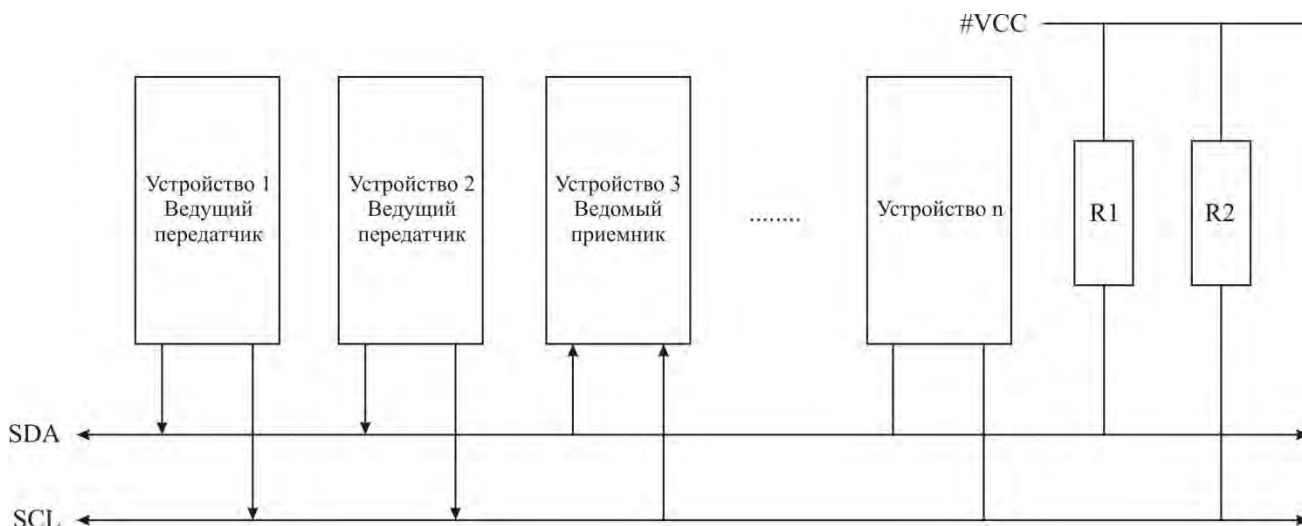 #VCC
Устройство 1
Ведущий
передатчик
Устройство 2
Ведущий
передатчик
Устройство 3
Ведомый
приемник
........
Устройство n
R1
R2
SDA
SCL